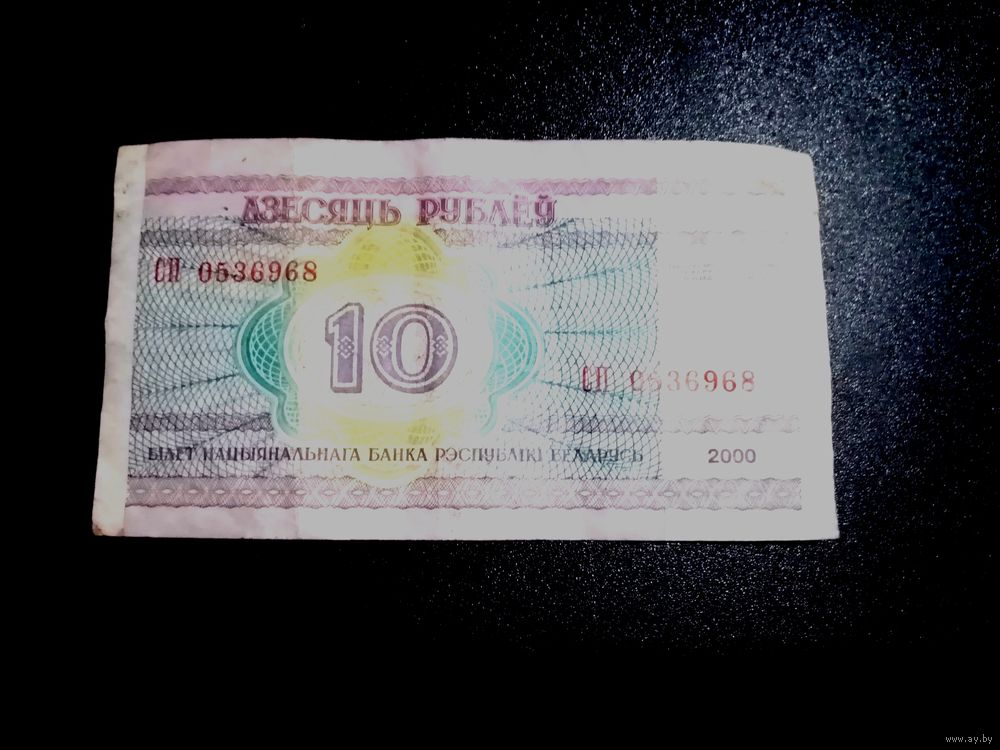 ДЗЕСЯЦЬ РУБЛЁЎ
СП 0536968
10
СП 0536968
БІЛЕТ НАЦЫЯНАЛЬНАГА БАНКА РЭСПУБЛІКІ БЕЛАРУСЬ
2000
www.ay.by